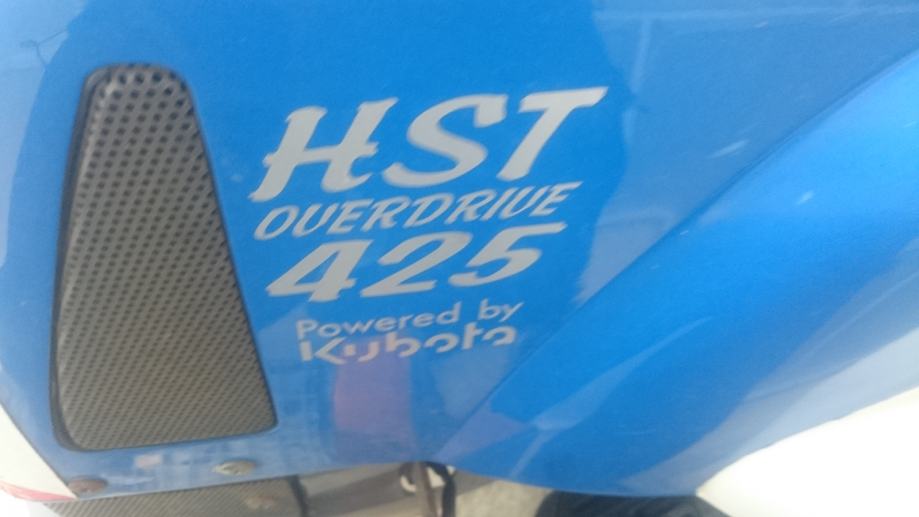 HST
OVERDRIVE
425
Powered by
Kubota